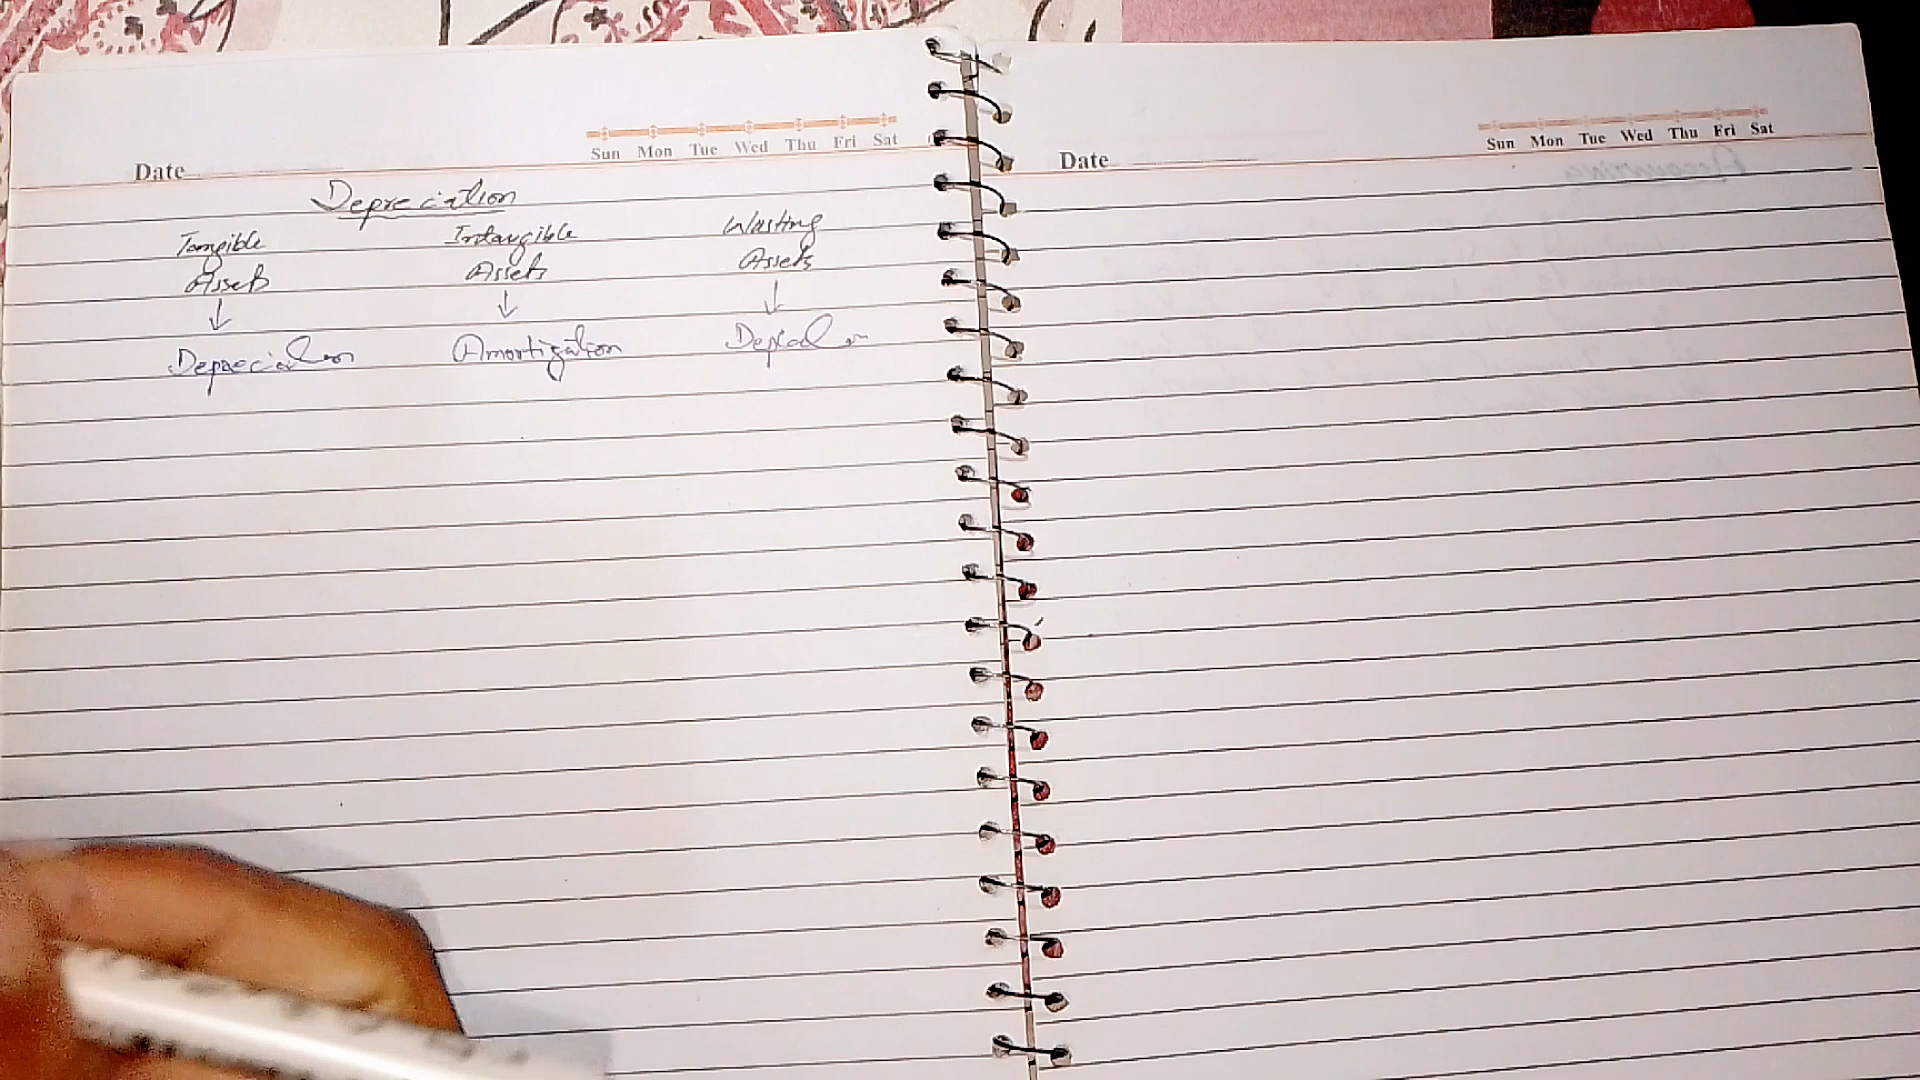 Date
Sun Mon Tue Wed Thu Fri Sat
Depreciation
Tangible Assets
Intangible Assets
Wasting Assets
↓ ↓ ↓
Depreciation
Amortization
Date
Sun Mon Tue Wed Thu Fri Sat
Accounting